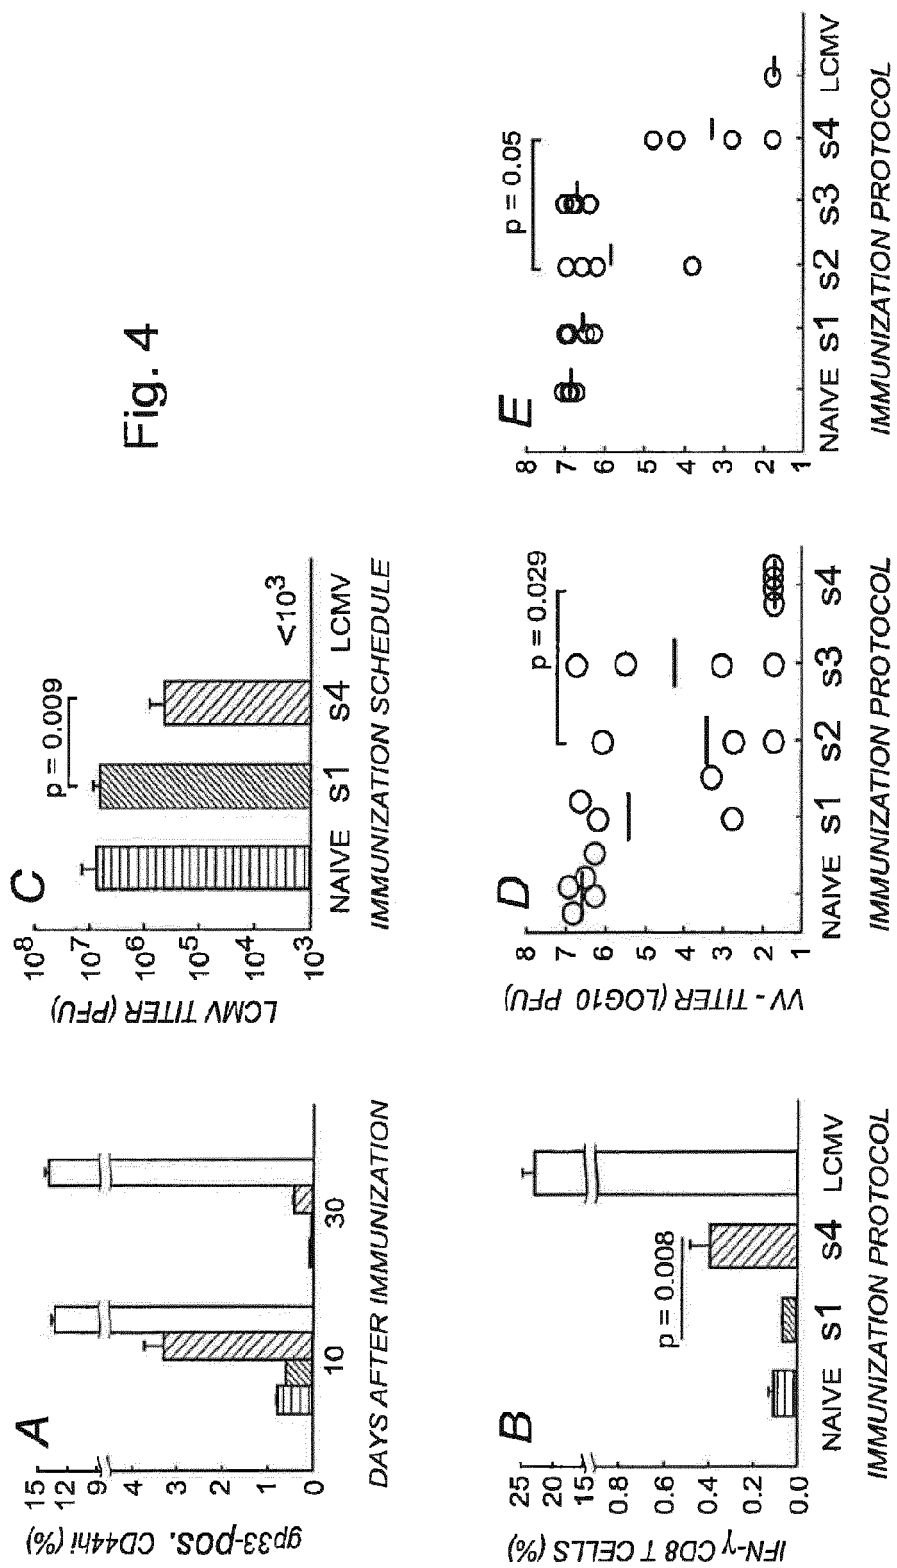 Fig. 4
A
gp33-pos. CD44hi (%)
15
12
9
4
3
2
1
0
10 30
DAYS AFTER IMMUNIZATION
C
LCMV TITER (PFU)
10^8
10^7
10^6
10^5
10^4
10^3
p = 0.009
<10^3
NAIVE S1 S4 LCMV
IMMUNIZATION SCHEDULE
B
IFN-γ CD8 T CELLS (%)
25
20
15
0.8
0.6
0.4
0.2
0.0
p = 0.008
NAIVE S1 S4 LCMV
IMMUNIZATION PROTOCOL
D
VV - TITER (LOG10 PFU)
8
7
6
5
4
3
2
1
p = 0.029
NAIVE S1 S2 S3 S4
IMMUNIZATION PROTOCOL
E
8
7
6
5
4
3
2
1
p = 0.05
NAIVE S1 S2 S3 S4 LCMV
IMMUNIZATION PROTOCOL